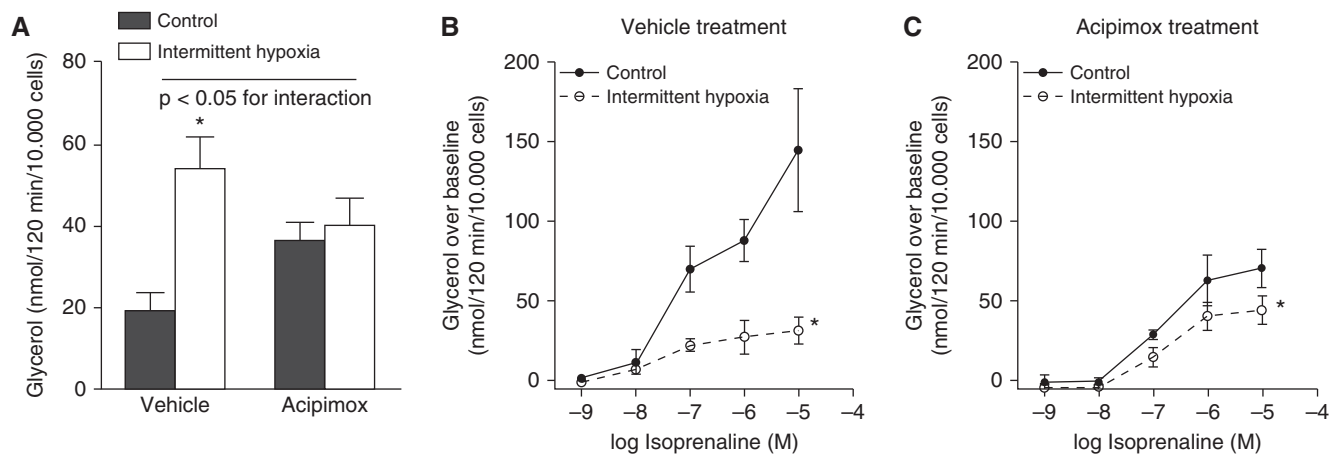 A
Control
Intermittent hypoxia
80
60
40
20
0
Glycerol (nmol/120 min/10.000 cells)
p < 0.05 for interaction
*
Vehicle
Acipimox
B
Vehicle treatment
Control
Intermittent hypoxia
200
150
100
50
0
Glycerol over baseline
(nmol/120 min/10.000 cells)
*
–9 –8 –7 –6 –5 –4
log Isoprenaline (M)
C
Acipimox treatment
Control
Intermittent hypoxia
200
150
100
50
0
Glycerol over baseline
(nmol/120 min/10.000 cells)
*
–9 –8 –7 –6 –5 –4
log Isoprenaline (M)